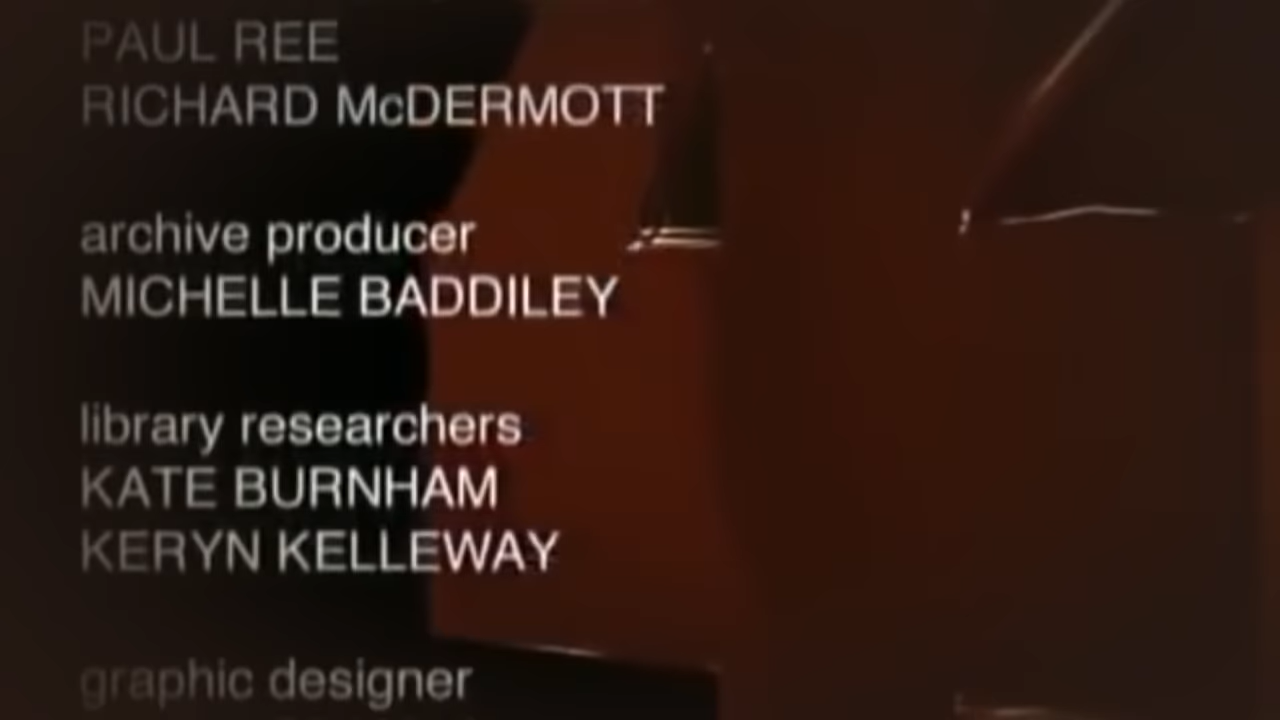 PAUL REE
RICHARD McDERMOTT
archive producer
MICHELLE BADDILEY
library researchers
KATE BURNHAM
KERYN KELLEWAY
graphic designer